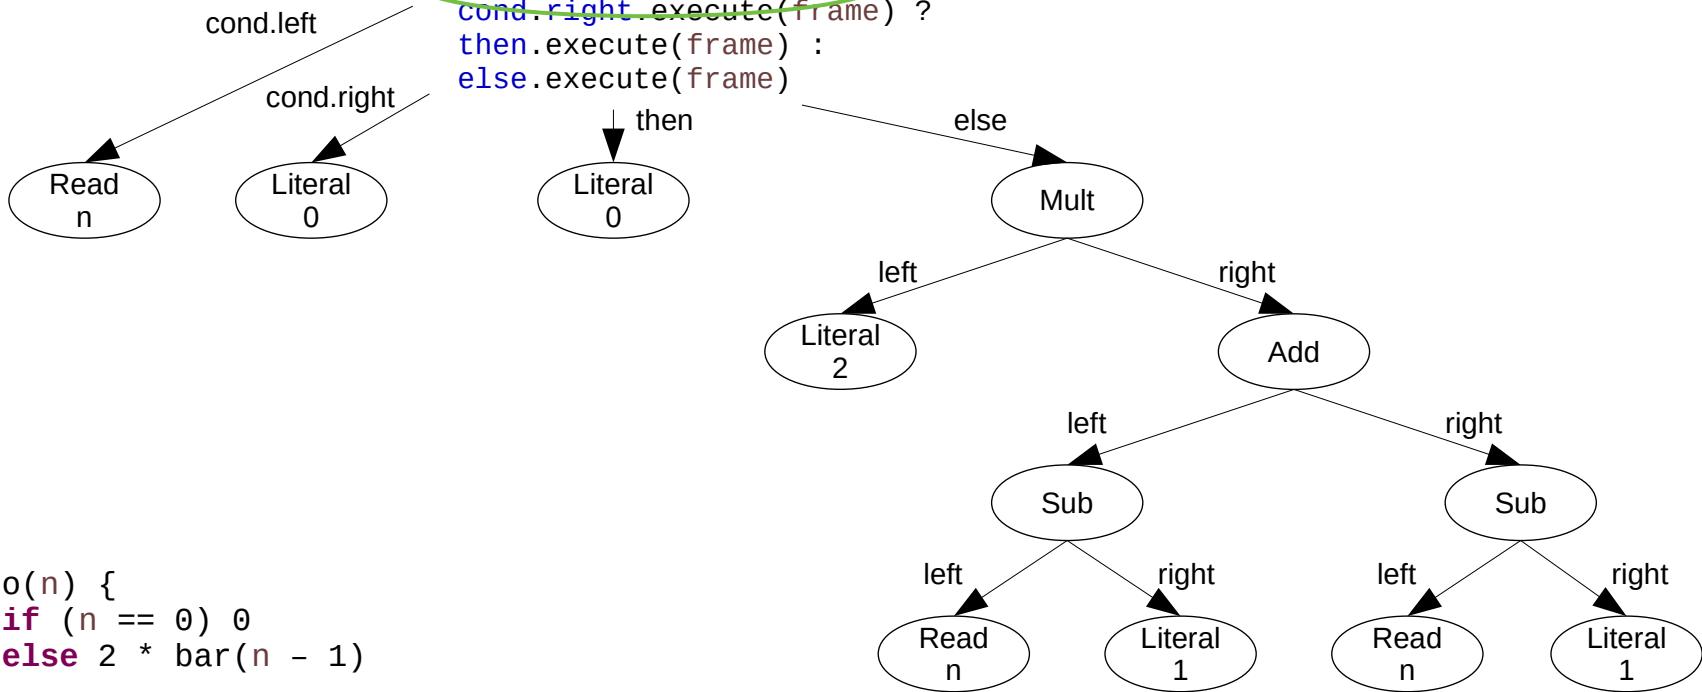 cond.right.execute(frame) ?
cond.left
then.execute(frame) :
else.execute(frame)
cond.right
then
else
Read
n
Literal
0
Literal
0
Mult
left
right
Literal
2
Add
left
right
Sub
Sub
left
right
left
right
Read
n
Literal
1
Read
n
Literal
1
o(n) {
if (n == 0) 0
else 2 * bar(n – 1)